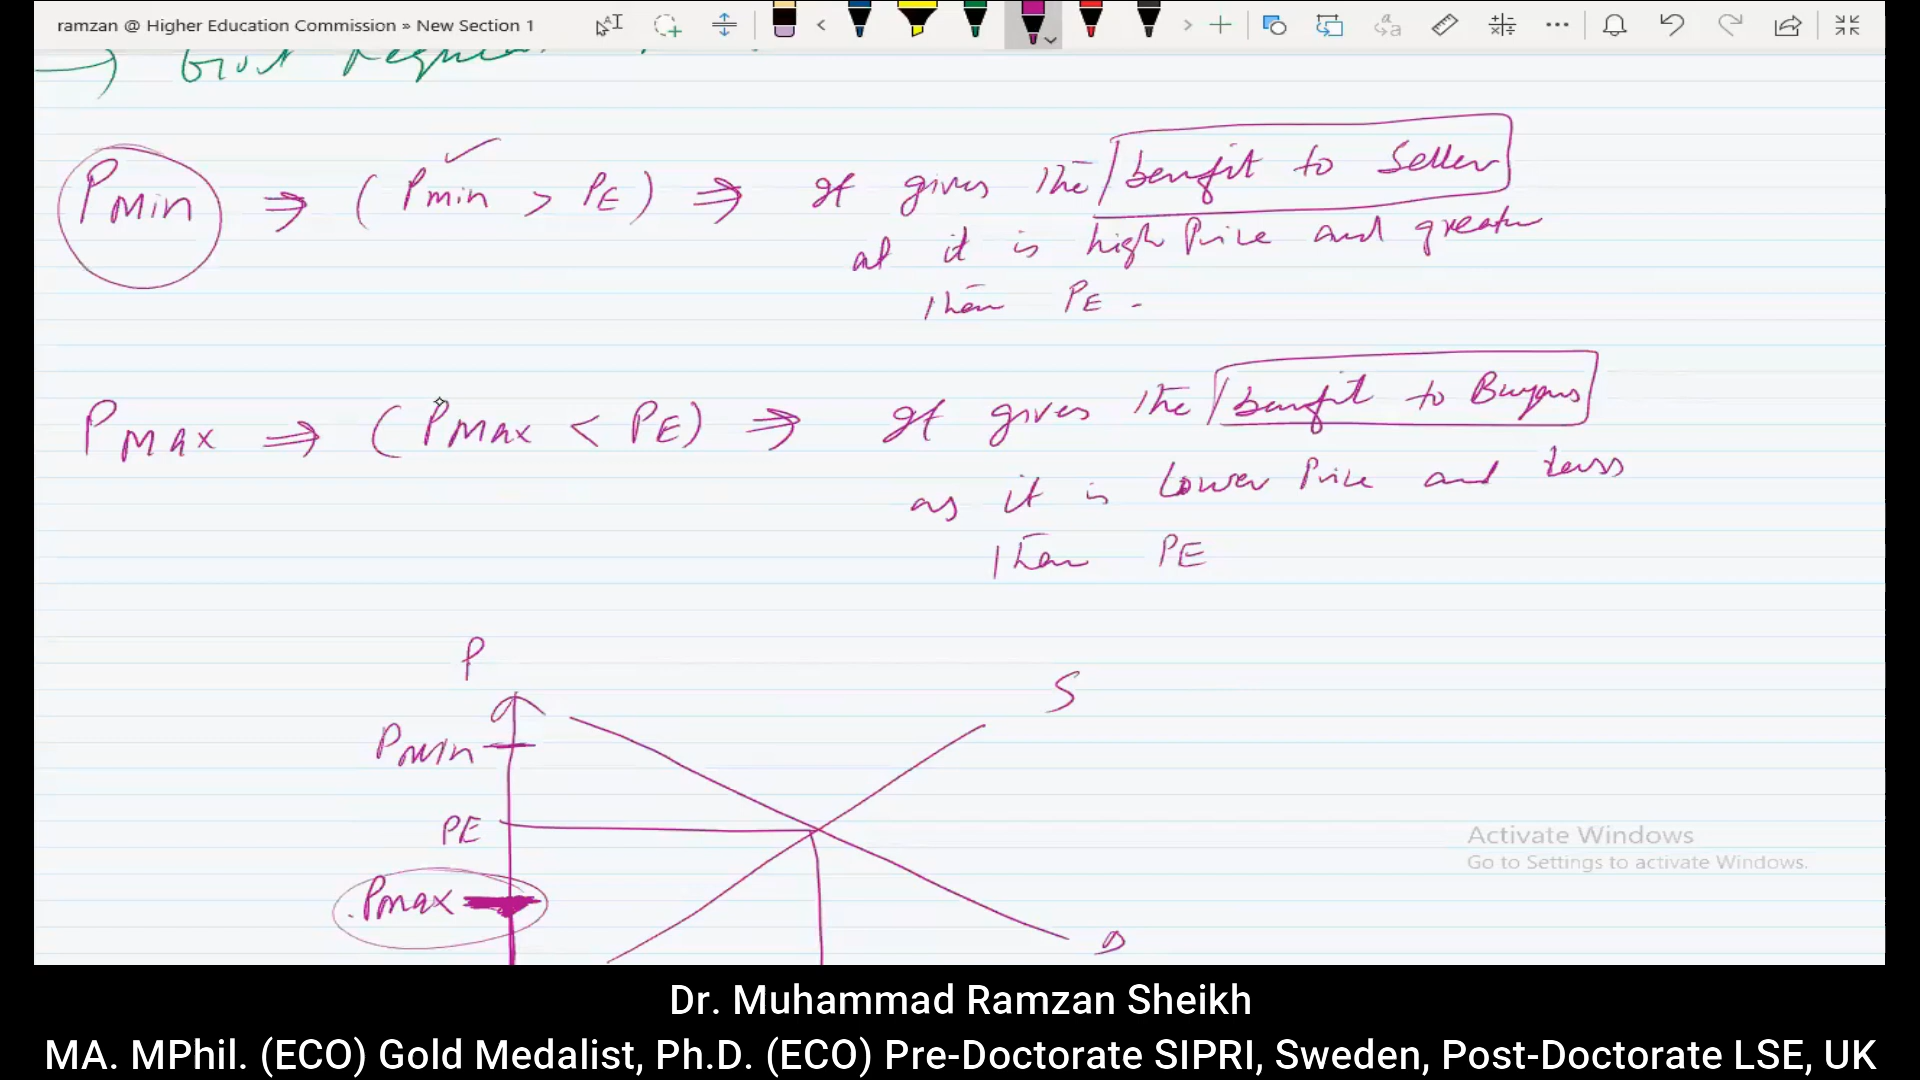 ramzan @ Higher Education Commission » New Section 1
PMin ⇒ (Pmin > PE) ⇒ It gives the benefit to Seller
as it is high Price and greater
than PE -
PMAX ⇒ (PMAX < PE) ⇒ It gives the benefit to Buyers
as it is Lower Price and Less
than PE
P
S
PMin
PE
Pmax
D
Activate Windows
Go to Settings to activate Windows.
Dr. Muhammad Ramzan Sheikh
MA. MPhil. (ECO) Gold Medalist, Ph.D. (ECO) Pre-Doctorate SIPRI, Sweden, Post-Doctorate LSE, UK